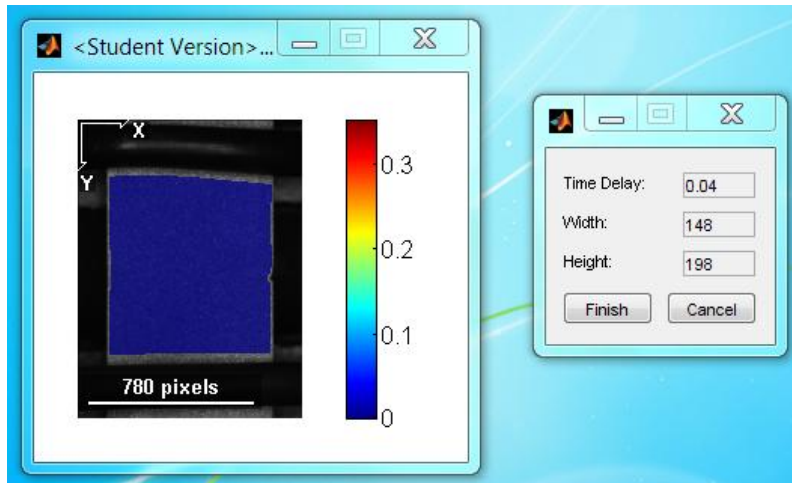 <Student Version>...
X
Y
780 pixels
0.3
0.2
0.1
0
Time Delay: 0.04
Width: 148
Height: 198
Finish Cancel